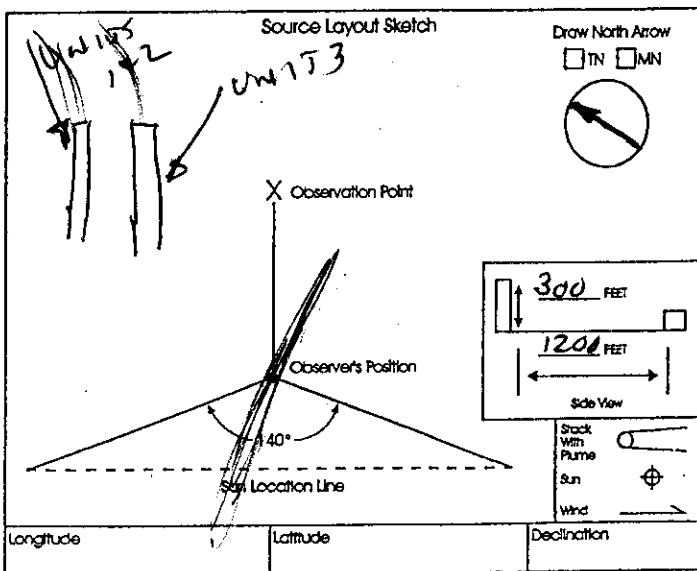 Source Layout Sketch
Draw North Arrow
TN MN
UNITS
1 2
UNIT 3
X Observation Point
300 FEET
1200 FEET
Side View
Observer's Position
140°
Sun Location Line
Stack
With
Plume
Sun
Wind
Longitude
Latitude
Declination